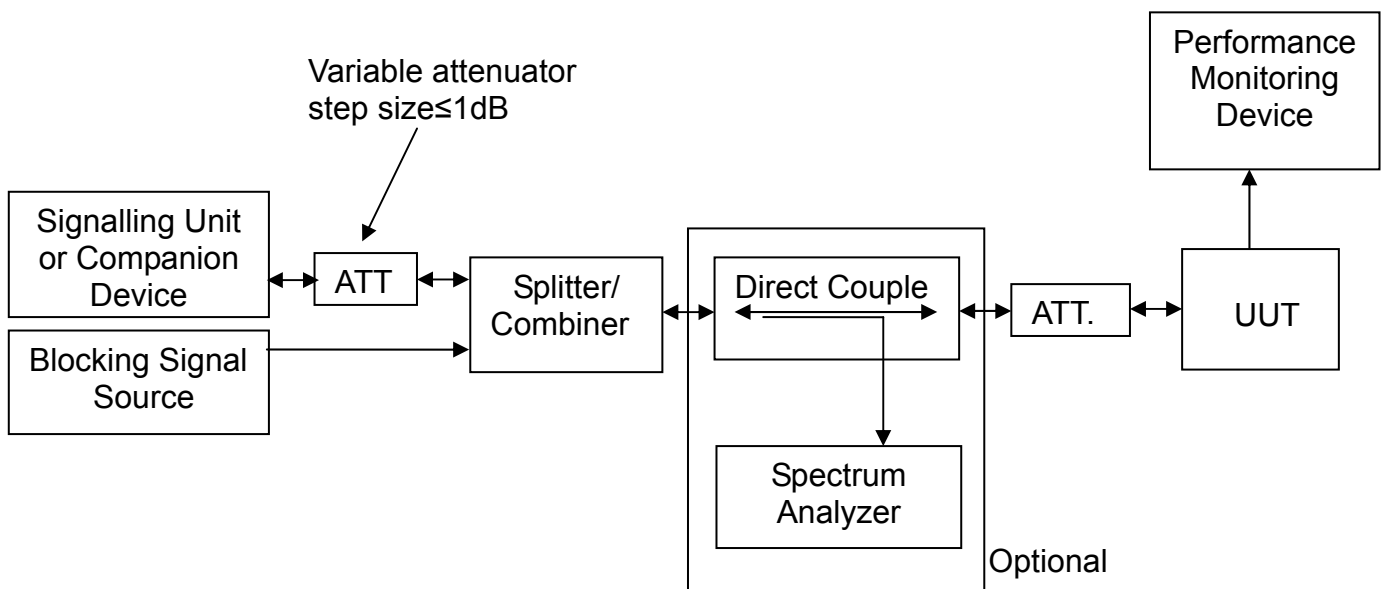 Performance
Monitoring
Device
Variable attenuator
step size≤1dB
Signalling Unit
or Companion
Device
ATT
Splitter/
Combiner
Direct Couple
ATT.
UUT
Blocking Signal
Source
Spectrum
Analyzer
Optional